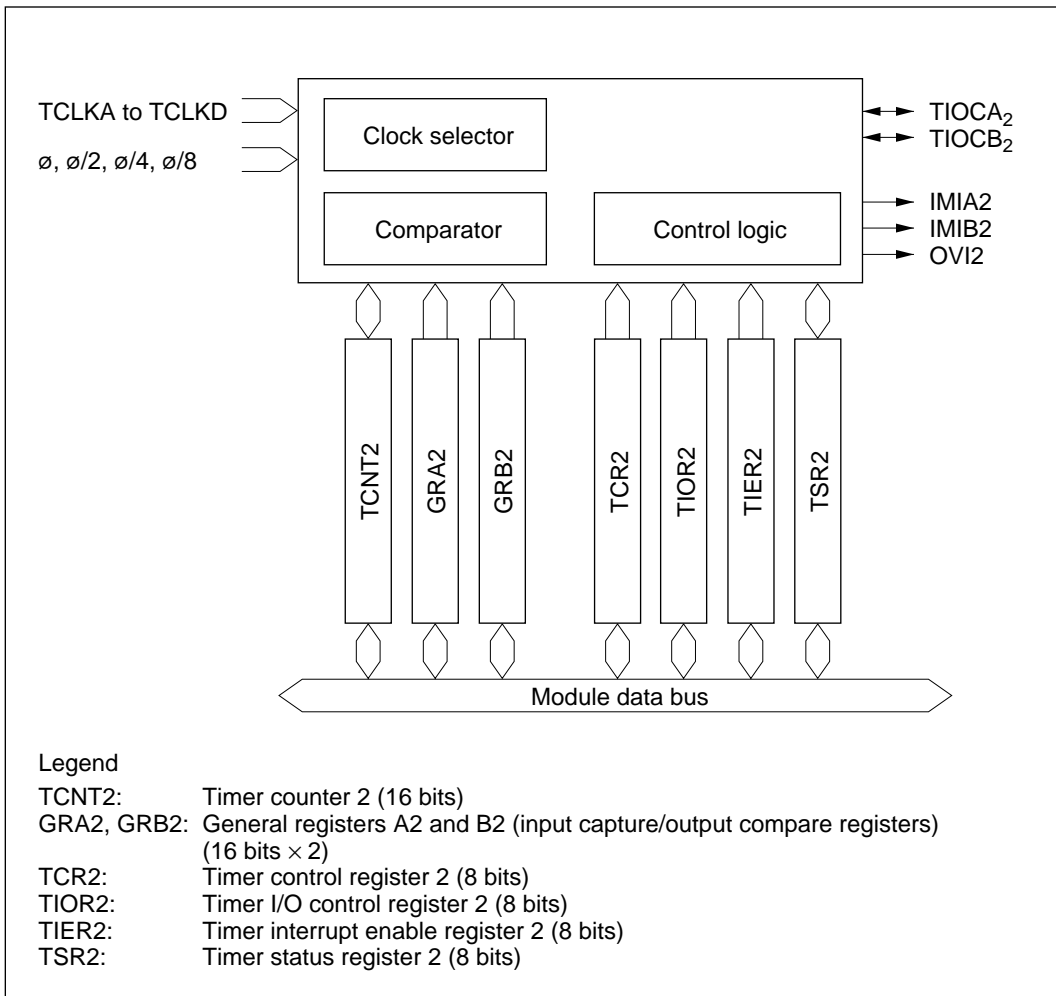 TCLKA to TCLKD
ø, ø/2, ø/4, ø/8
Clock selector
Comparator
Control logic
TIOCA2
TIOCB2
IMIA2
IMIB2
OVI2
TCNT2
GRA2
GRB2
TCR2
TIOR2
TIER2
TSR2
Module data bus
Legend
TCNT2: Timer counter 2 (16 bits)
GRA2, GRB2: General registers A2 and B2 (input capture/output compare registers)
(16 bits × 2)
TCR2: Timer control register 2 (8 bits)
TIOR2: Timer I/O control register 2 (8 bits)
TIER2: Timer interrupt enable register 2 (8 bits)
TSR2: Timer status register 2 (8 bits)